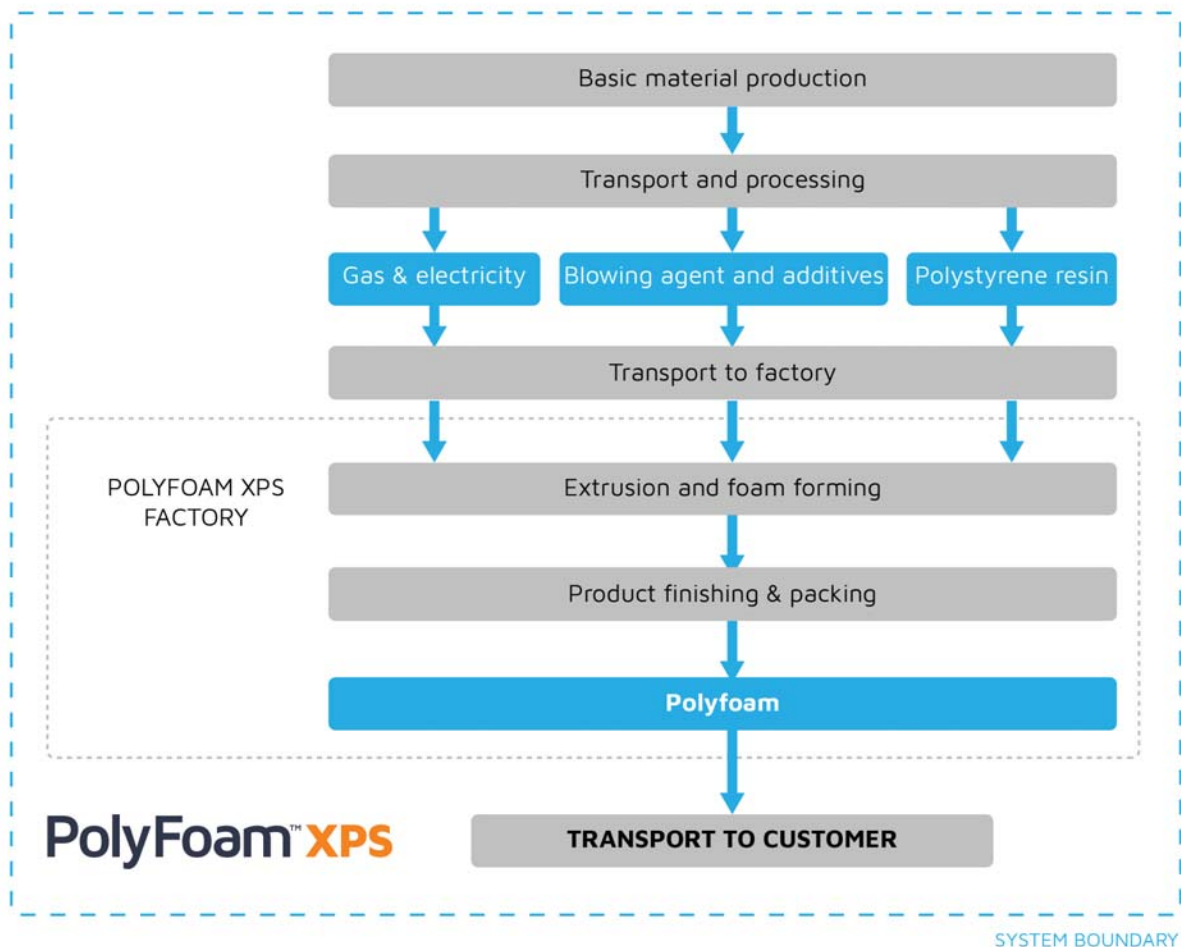 Basic material production
Transport and processing
Gas & electricity
Blowing agent and additives
Polystyrene resin
Transport to factory
POLYFOAM XPS
FACTORY
Extrusion and foam forming
Product finishing & packing
Polyfoam
PolyFoam™ XPS
TRANSPORT TO CUSTOMER
SYSTEM BOUNDARY